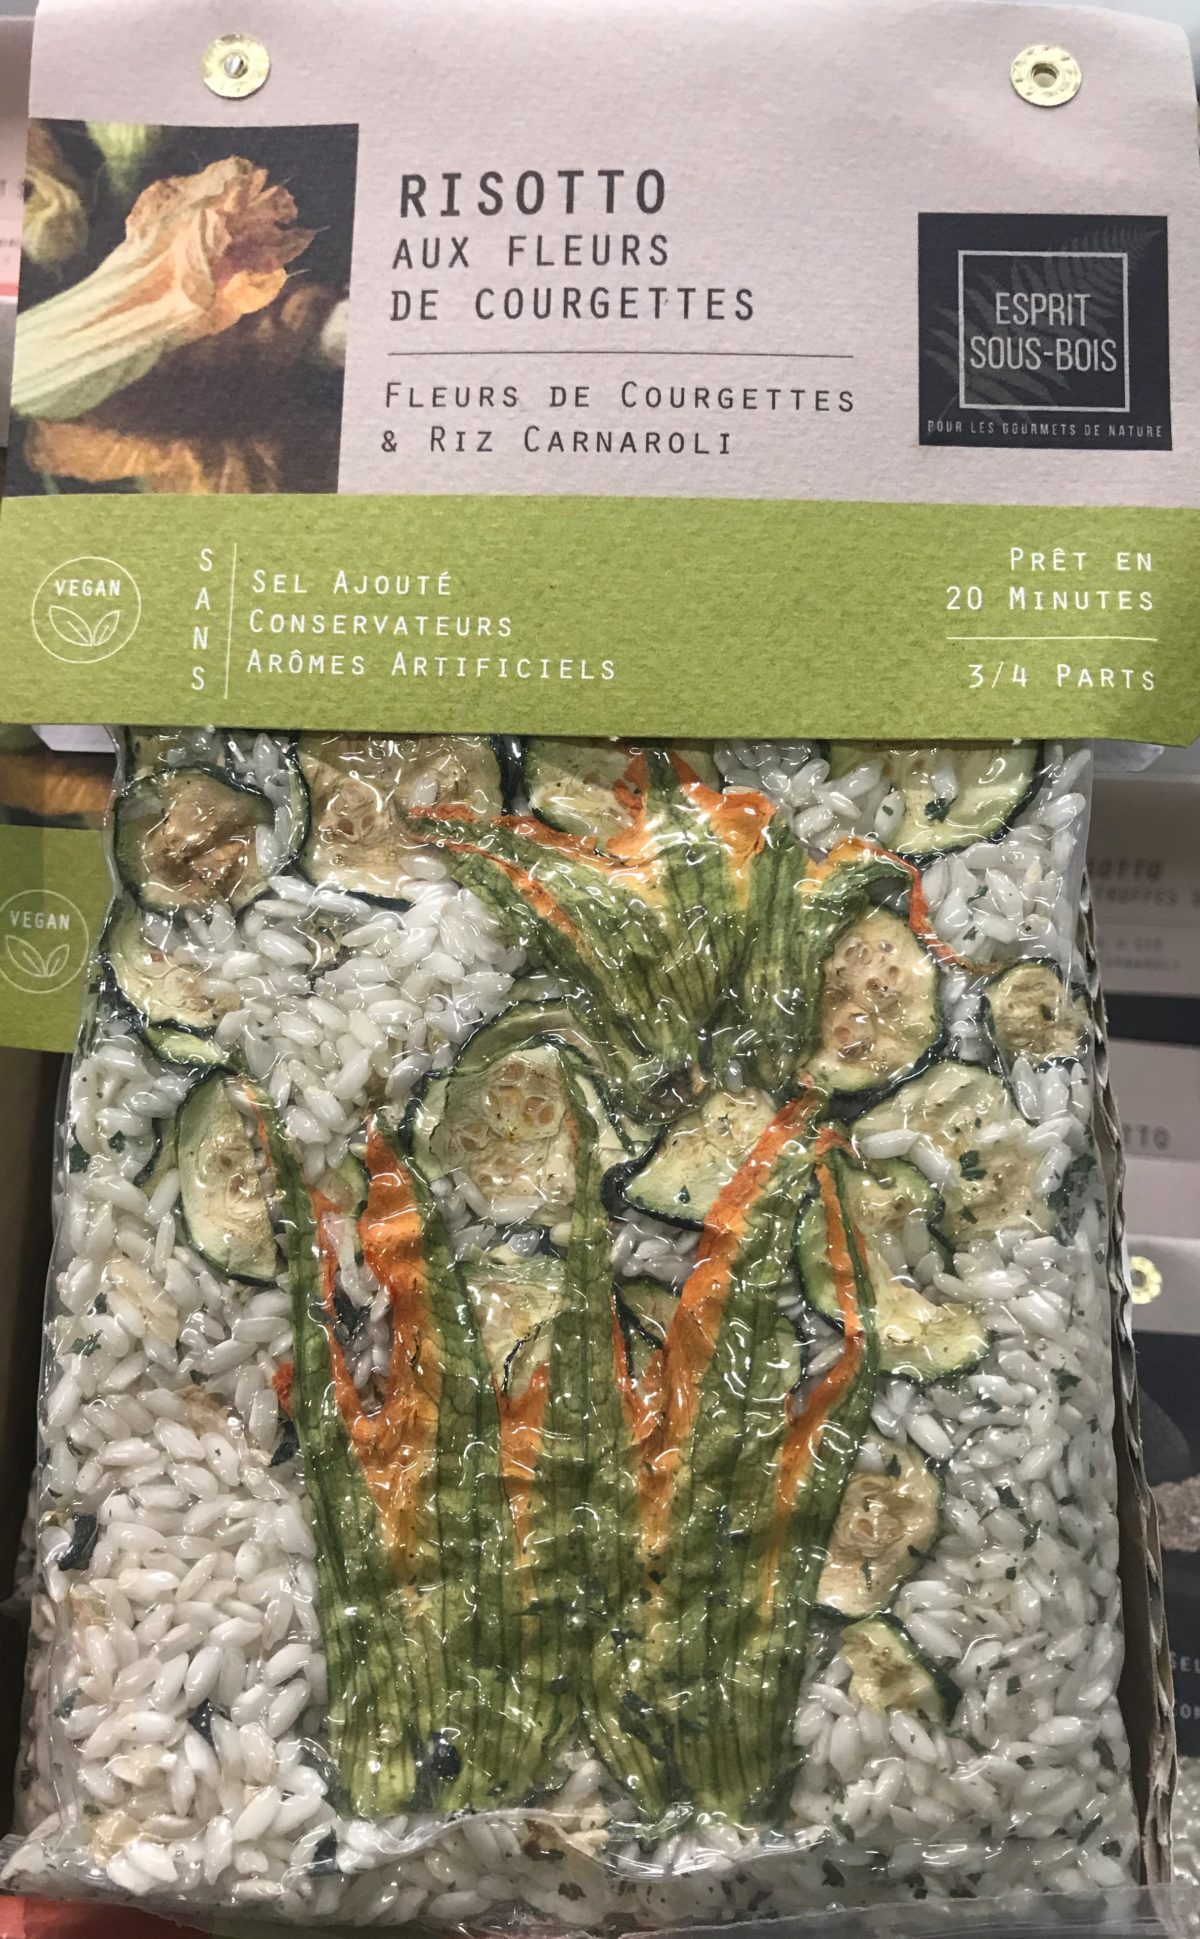 RISOTTO
AUX FLEURS
DE COURGETTES
FLEURS DE COURGETTES
& RIZ CARNAROLI
ESPRIT
SOUS-BOIS
POUR LES GOURMETS DE NATURE
VEGAN
SANS
SEL AJOUTÉ
CONSERVATEURS
ARÔMES ARTIFICIELS
PRÊT EN
20 MINUTES
3/4 PARTS
VEGAN